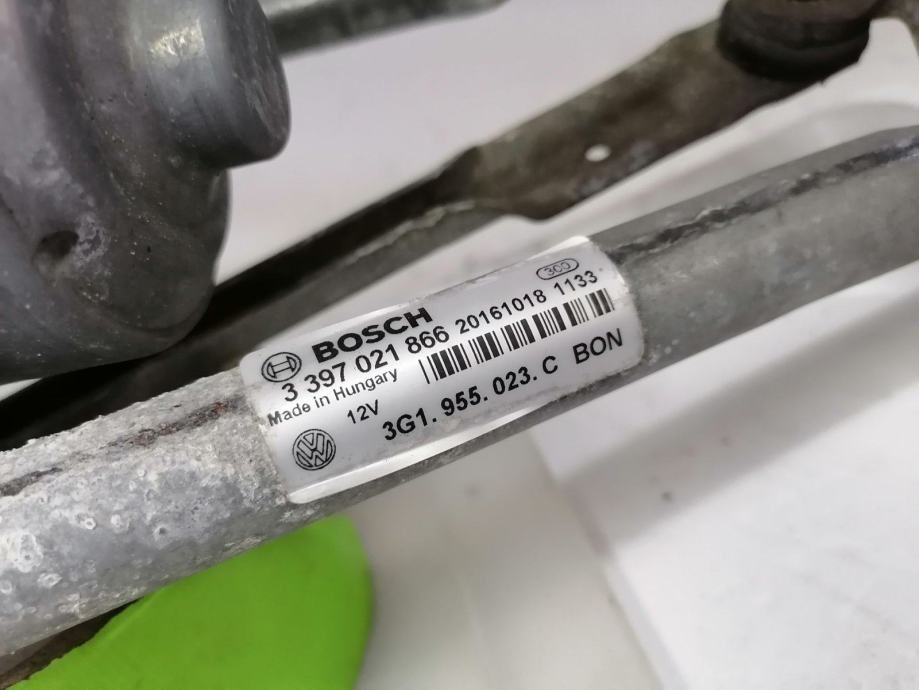 300
BOSCH
3 397 021 866 20161018 1133
Made in Hungary
12V
3G1. 955. 023. C BON